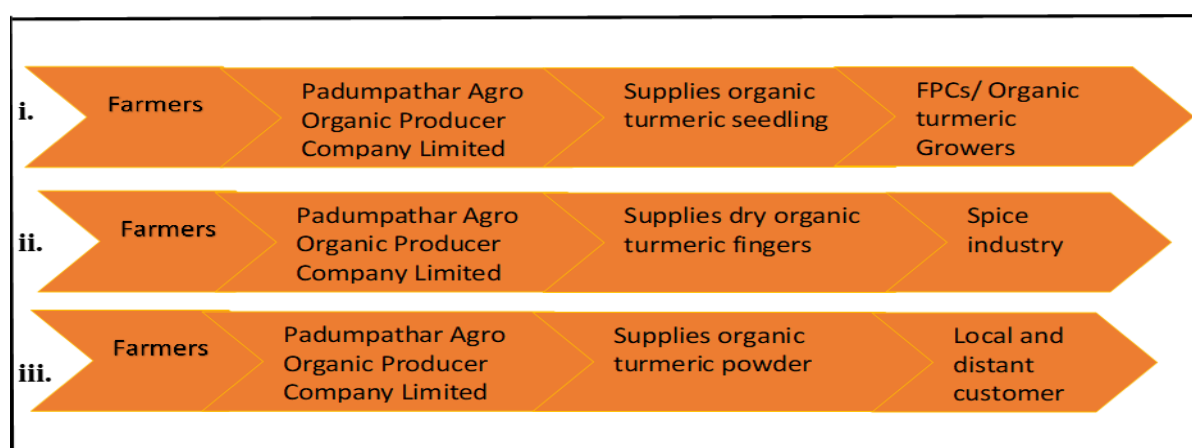 i.
Farmers
Padumpathar Agro
Organic Producer
Company Limited
Supplies organic
turmeric seedling
FPCs/ Organic
turmeric
Growers
ii.
Farmers
Padumpathar Agro
Organic Producer
Company Limited
Supplies dry organic
turmeric fingers
Spice
industry
iii.
Farmers
Padumpathar Agro
Organic Producer
Company Limited
Supplies organic
turmeric powder
Local and
distant
customer